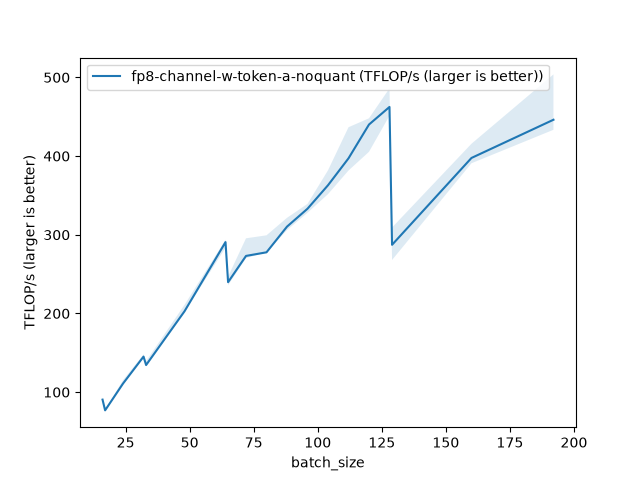 fp8-channel-w-token-a-noquant (TFLOP/s (larger is better))
TFLOP/s (larger is better)
500
400
300
200
100
25 50 75 100 125 150 175 200
batch_size